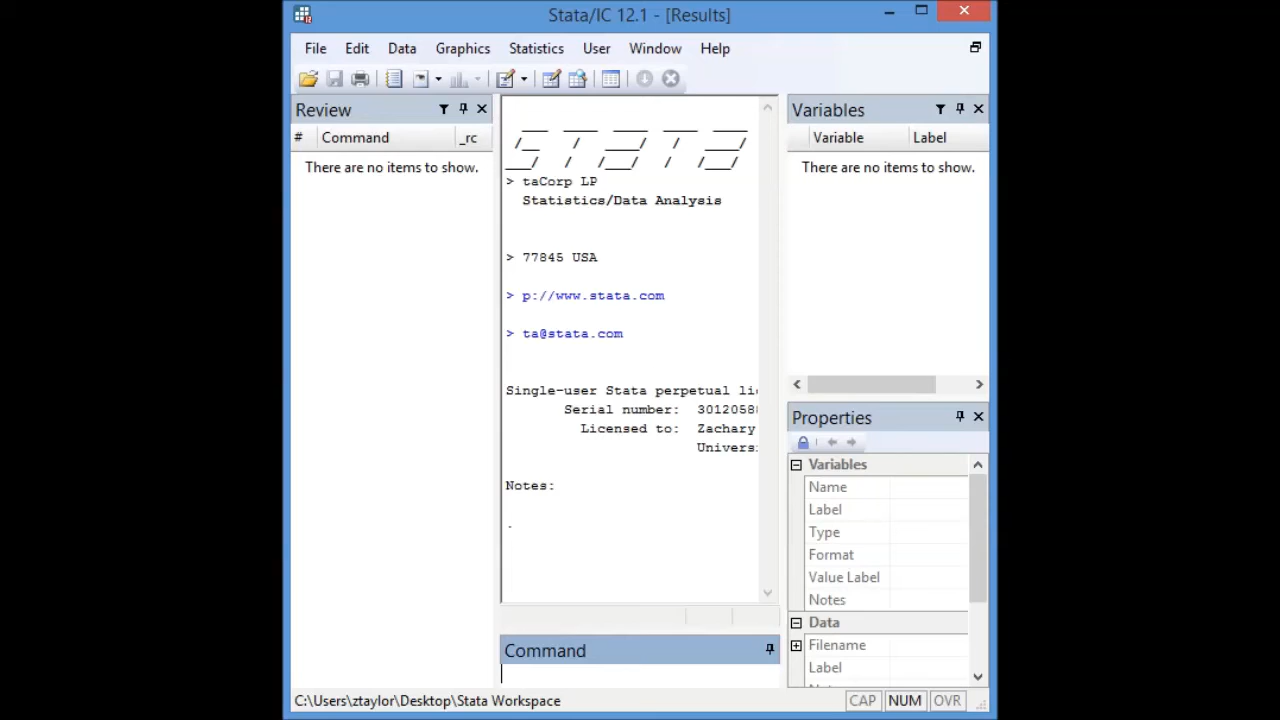 Stata/IC 12.1 - [Results]
File Edit Data Graphics Statistics User Window Help
Review
# Command _rc
There are no items to show.
STATA
> taCorp LP
Statistics/Data Analysis
> 77845 USA
> p://www.stata.com
> ta@stata.com
Single-user Stata perpetual
Serial number: 3012058
Licensed to: Zachary
Univers
Notes:
.
Command
Variables
Variable Label
There are no items to show.
Properties
Variables
Name
Label
Type
Format
Value Label
Notes
Data
Filename
Label
C:\Users\ztaylor\Desktop\Stata Workspace
CAP NUM OVR